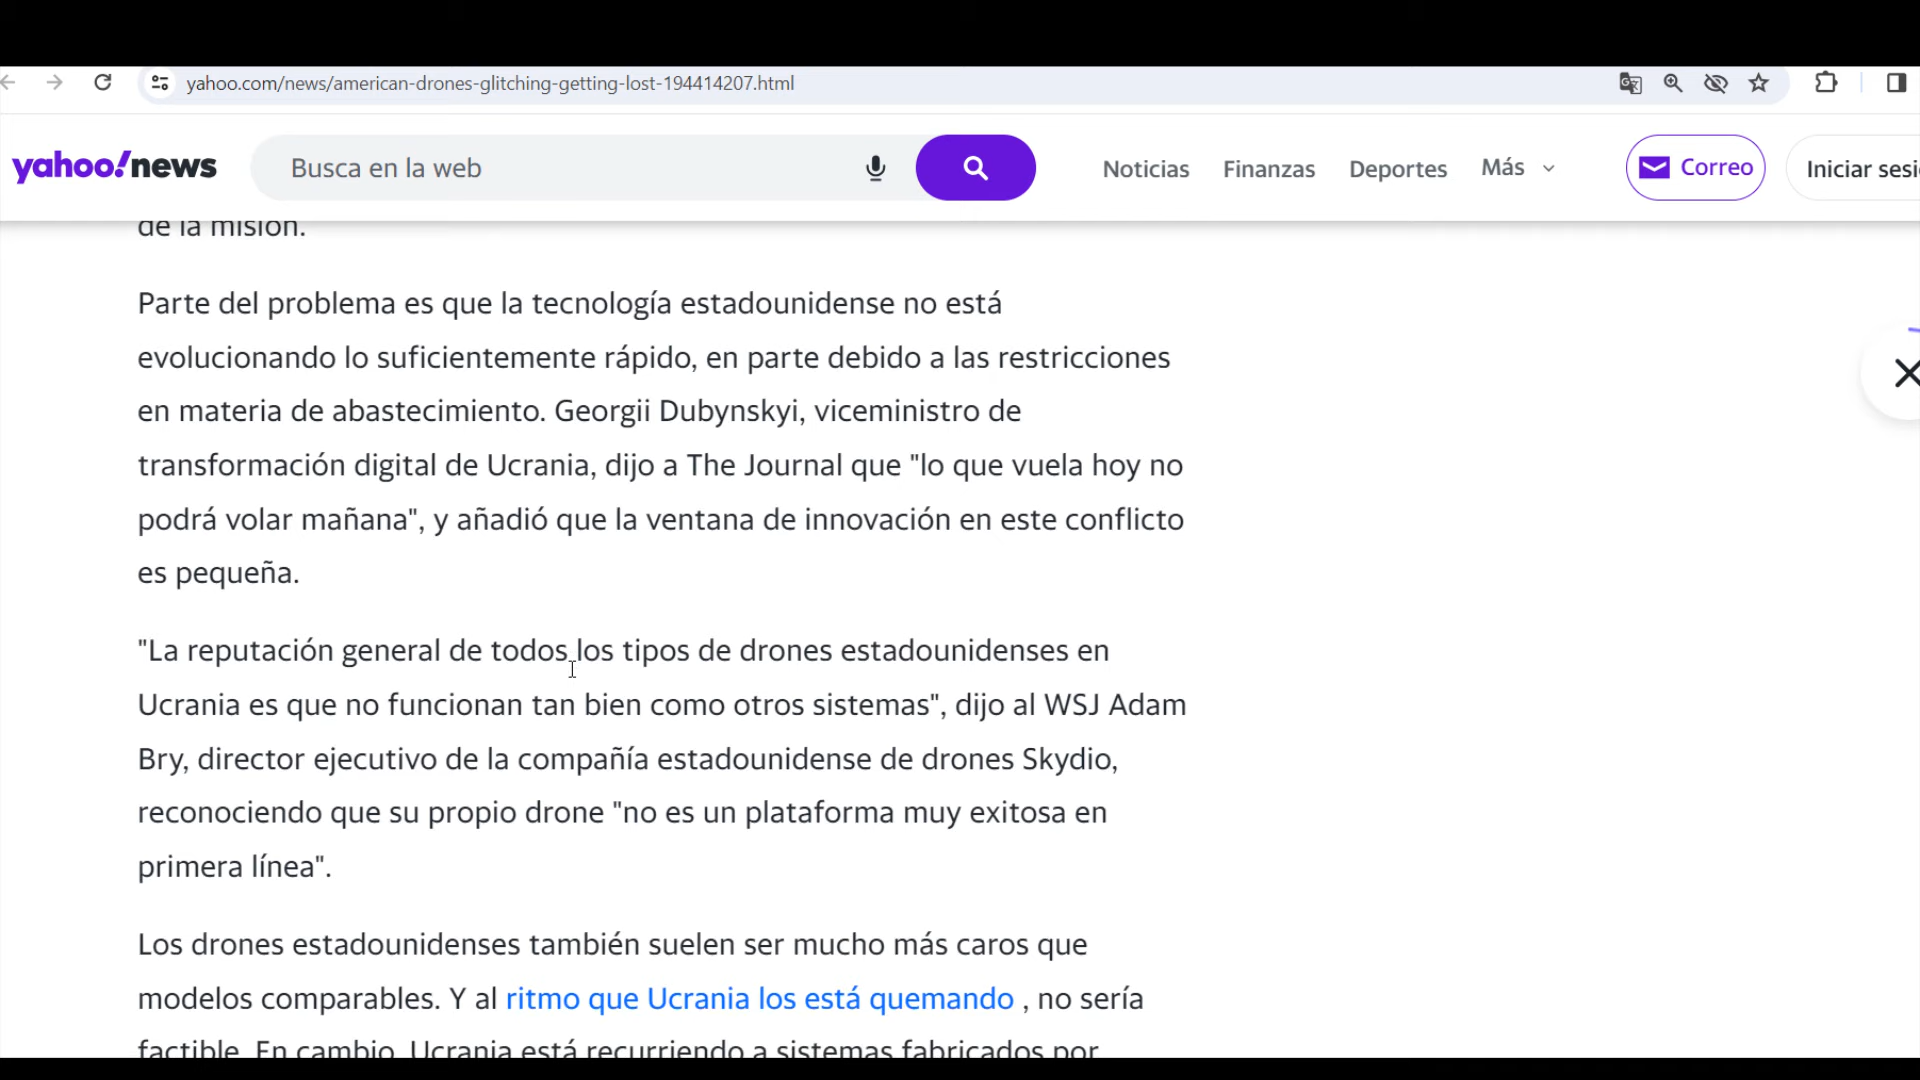 yahoo.com/news/american-drones-glitching-getting-lost-194414207.html
yahoo!news
Busca en la web
Noticias Finanzas Deportes Más
Correo
Iniciar sesi
de la misión.
Parte del problema es que la tecnología estadounidense no está
evolucionando lo suficientemente rápido, en parte debido a las restricciones
en materia de abastecimiento. Georgii Dubynskyi, viceministro de
transformación digital de Ucrania, dijo a The Journal que "lo que vuela hoy no
podrá volar mañana", y añadió que la ventana de innovación en este conflicto
es pequeña.
"La reputación general de todos los tipos de drones estadounidenses en
Ucrania es que no funcionan tan bien como otros sistemas", dijo al WSJ Adam
Bry, director ejecutivo de la compañía estadounidense de drones Skydio,
reconociendo que su propio drone "no es un plataforma muy exitosa en
primera línea".
Los drones estadounidenses también suelen ser mucho más caros que
modelos comparables. Y al ritmo que Ucrania los está quemando , no sería
factible. En cambio, Ucrania está recurriendo a sistemas fabricados por